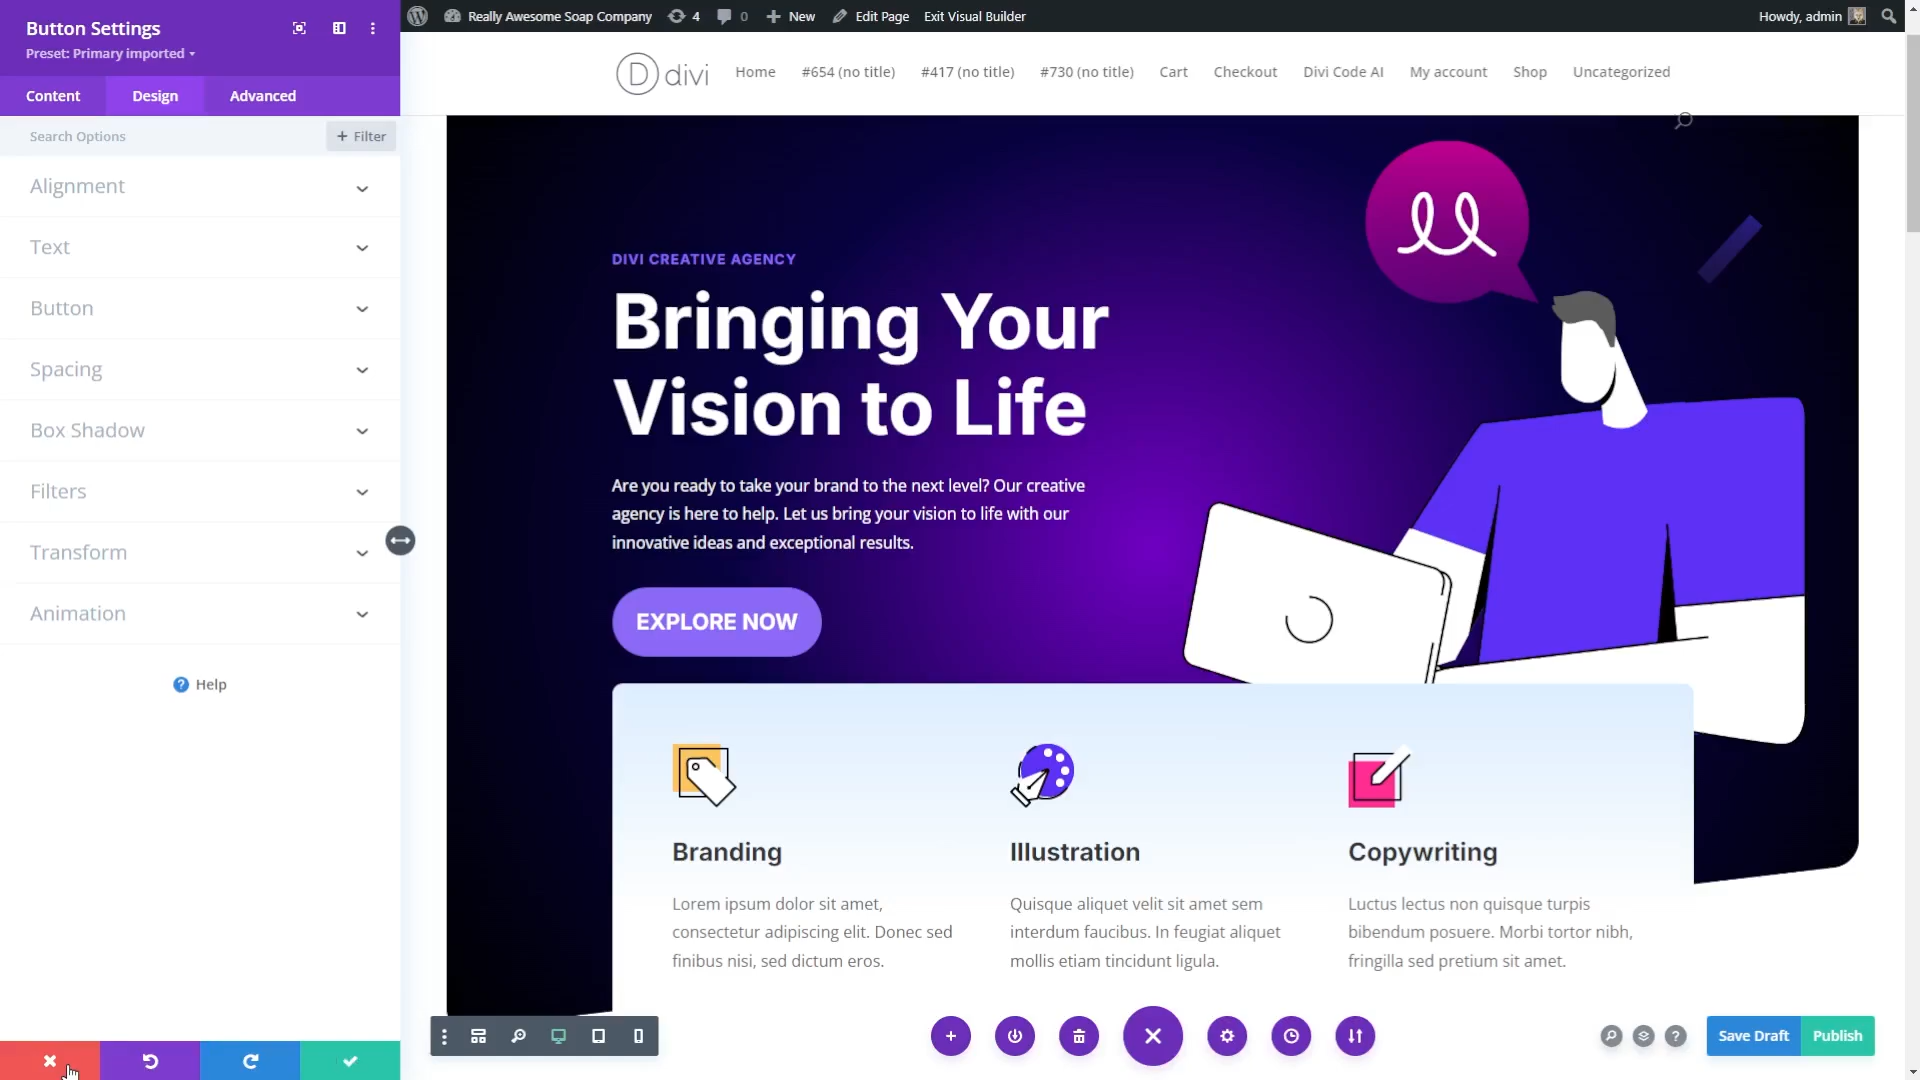 Button Settings
Preset: Primary imported
Content
Design
Advanced
Search Options
+ Filter
Alignment
Text
Button
Spacing
Box Shadow
Filters
Transform
Animation
? Help
Really Awesome Soap Company
4
0
New
Edit Page
Exit Visual Builder
Howdy, admin
D divi
Home
#654 (no title)
#417 (no title)
#730 (no title)
Cart
Checkout
Divi Code AI
My account
Shop
Uncategorized
DIVI CREATIVE AGENCY
Bringing Your
Vision to Life
Are you ready to take your brand to the next level? Our creative
agency is here to help. Let us bring your vision to life with our
innovative ideas and exceptional results.
EXPLORE NOW
Branding
Lorem ipsum dolor sit amet,
consectetur adipiscing elit. Donec sed
finibus nisi, sed dictum eros.
Illustration
Quisque aliquet velit sit amet sem
interdum faucibus. In feugiat aliquet
mollis etiam tincidunt ligula.
Copywriting
Luctus lectus non quisque turpis
bibendum posuere. Morbi tortor nibh,
fringilla sed pretium sit amet.
?
Save Draft
Publish